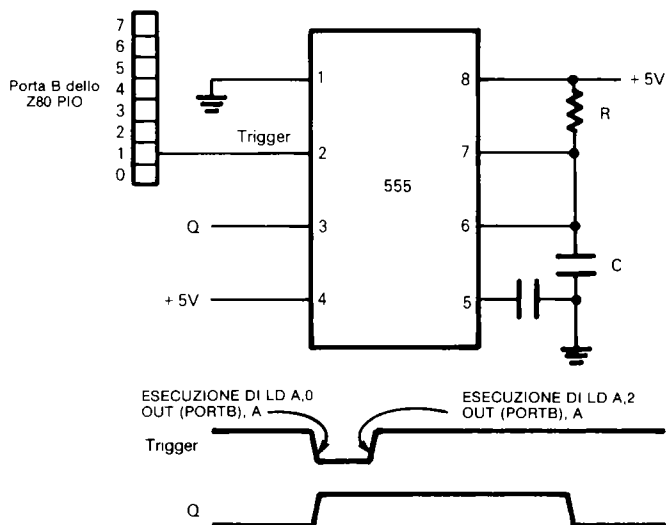 7
6
5
4
3
2
1
0
Porta B dello
Z80 PIO
Trigger
Q
+ 5V
1
2
3
4
555
8
7
6
5
+ 5V
R
C
ESECUZIONE DI LD A,0
OUT (PORTB), A
ESECUZIONE DI LD A,2
OUT (PORTB), A
Trigger
Q